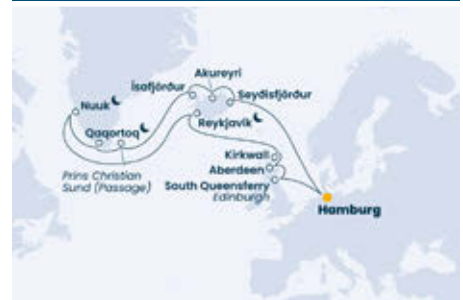 Akureyri
Ísafjörður
Seydisfjördur
Nuuk
Reykjavík
Qaqortoq
Kirkwall
Prins Christian
Sund (Passage)
Aberdeen
South Queensferry
Edinburgh
Hamburg